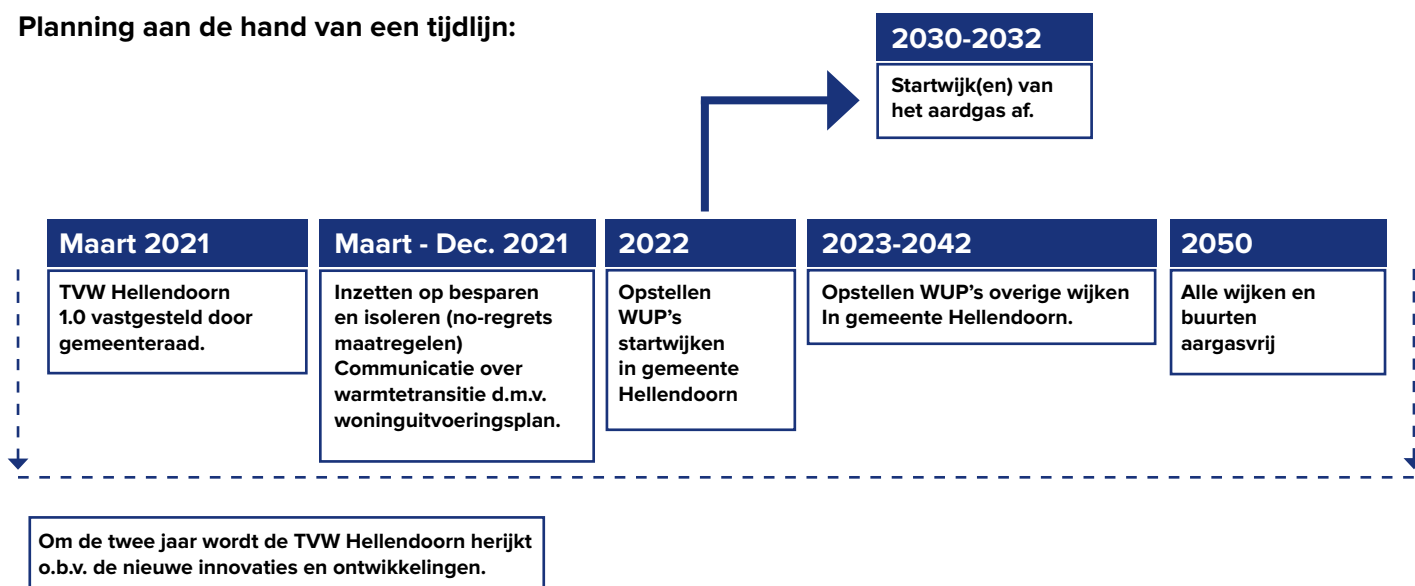 Planning aan de hand van een tijdlijn:
2030-2032
Startwijk(en) van
het aardgas af.
Maart 2021
TVW Hellendoorn
1.0 vastgesteld door
gemeenteraad.
Maart - Dec. 2021
Inzetten op besparen
en isoleren (no-regrets
maatregelen)
Communicatie over
warmtetransitie d.m.v.
woninguitvoeringsplan.
2022
Opstellen
WUP's
startwijken
in gemeente
Hellendoorn
2023-2042
Opstellen WUP's overige wijken
In gemeente Hellendoorn.
2050
Alle wijken en
buurten
aargasvrij
Om de twee jaar wordt de TVW Hellendoorn herijkt
o.b.v. de nieuwe innovaties en ontwikkelingen.